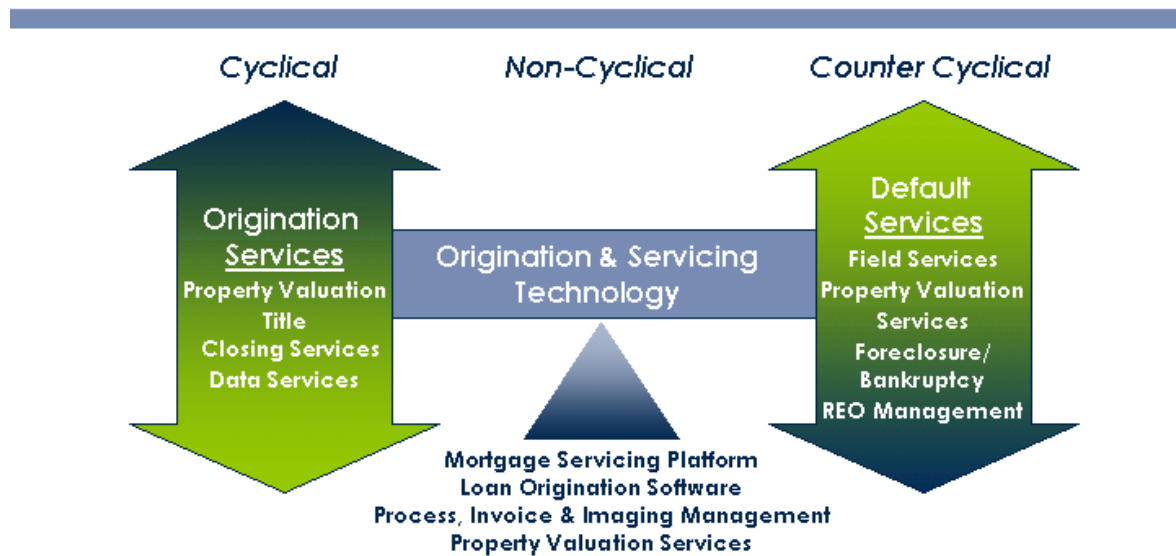 Cyclical
Non-Cyclical
Counter Cyclical
Origination
Services
Property Valuation
Title
Closing Services
Data Services
Origination & Servicing
Technology
Default
Services
Field Services
Property Valuation
Services
Foreclosure/
Bankruptcy
REO Management
Mortgage Servicing Platform
Loan Origination Software
Process, Invoice & Imaging Management
Property Valuation Services